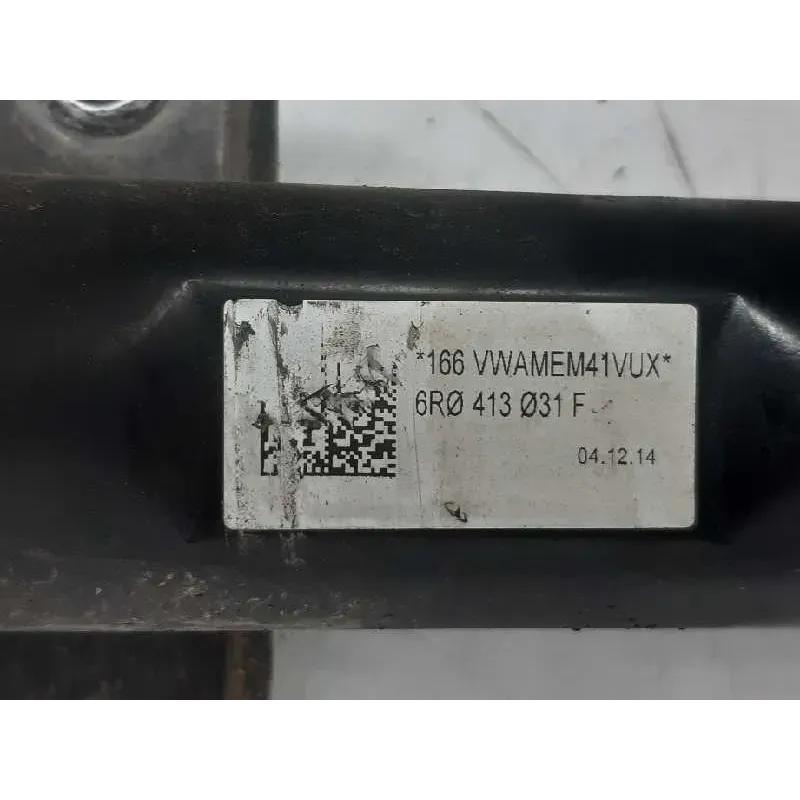 *166 VWAMEM41VUX*
6RØ 413 Ø31 F
04.12.14